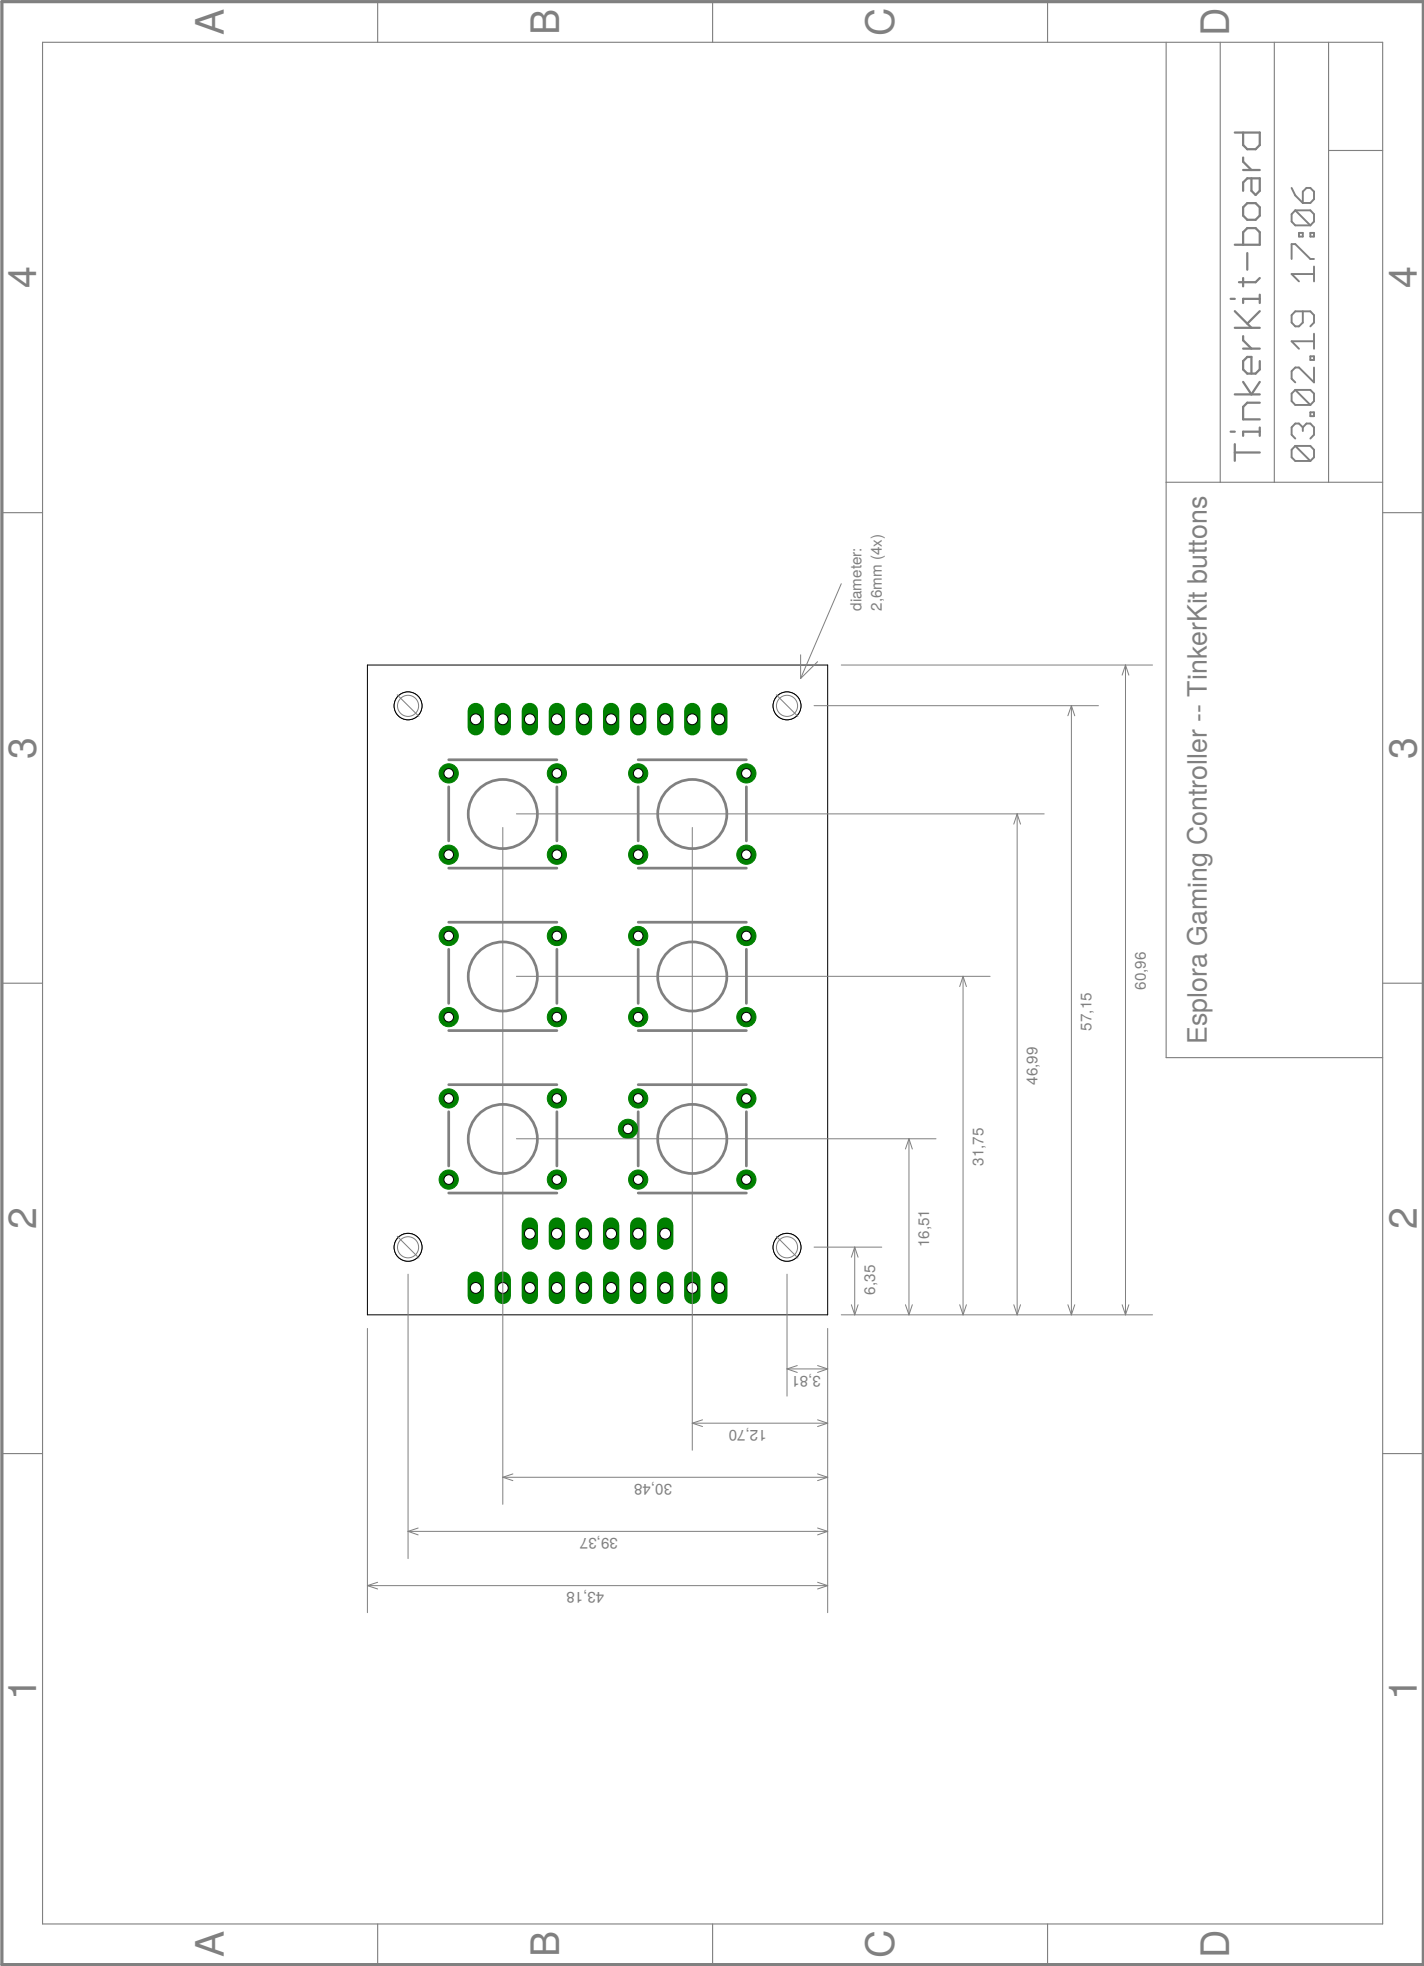 A
B
C
D
4
4
3
3
2
2
1
1
A
B
C
D
diameter:
2,6mm (4x)
6,35
16,51
31,75
46,99
57,15
60,96
3,81
12,70
30,48
39,37
43,18
Esplora Gaming Controller -- TinkerKit buttons
TinkerKit-board
03.02.19 17:06